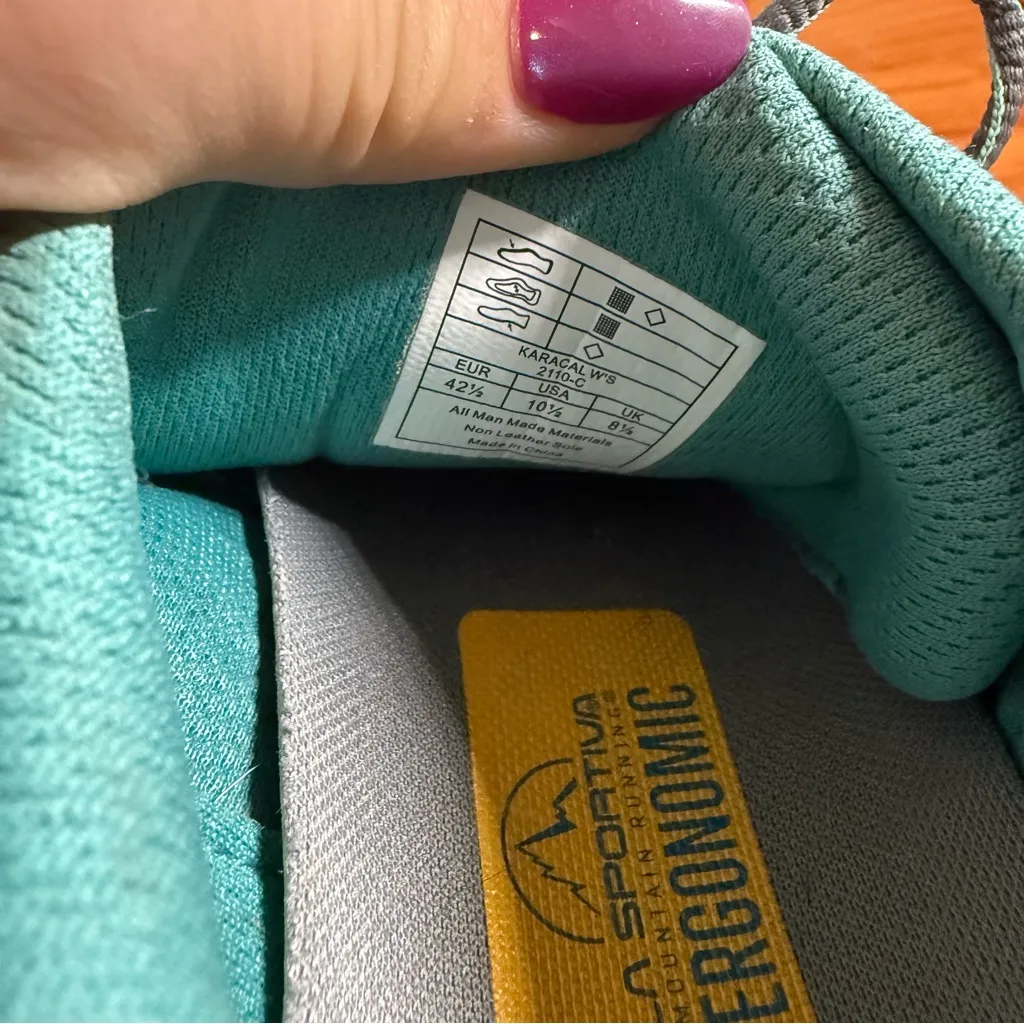 KARACAL W'S
2110-C
EUR USA UK
42½ 10½ 8½
All Man Made Materials
Non Leather Sole
Made in China
LA SPORTIVA
MOUNTAIN RUNNING®
ERGONOMIC